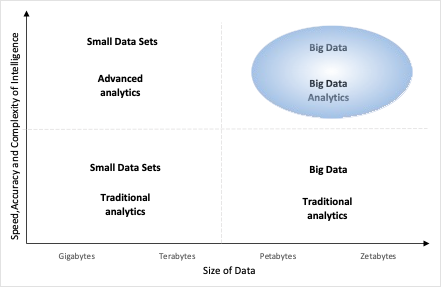 Speed,Accuracy and Complexity of Intelligence
Small Data Sets
Advanced
analytics
Big Data
Big Data
Analytics
Small Data Sets
Traditional
analytics
Big Data
Traditional
analytics
Gigabytes
Terabytes
Petabytes
Zetabytes
Size of Data